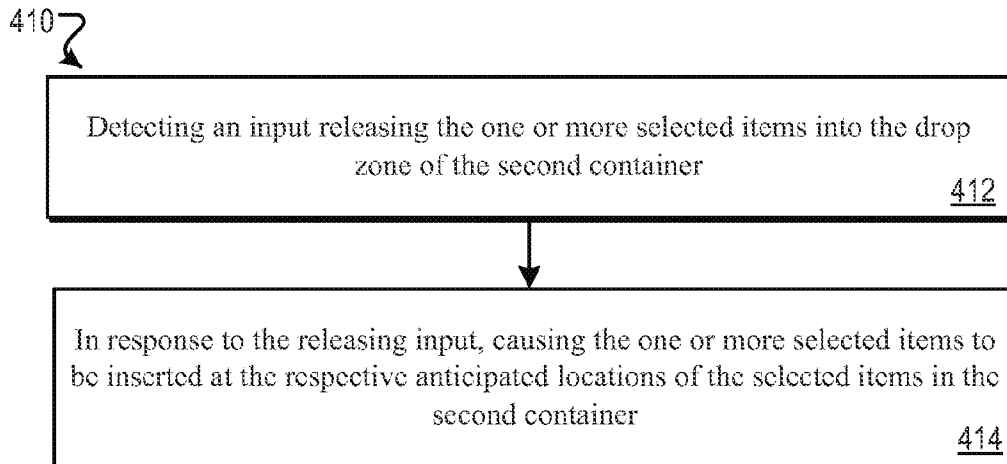 410
Detecting an input releasing the one or more selected items into the drop
zone of the second container
412
In response to the releasing input, causing the one or more selected items to
be inserted at the respective anticipated locations of the selected items in the
second container
414